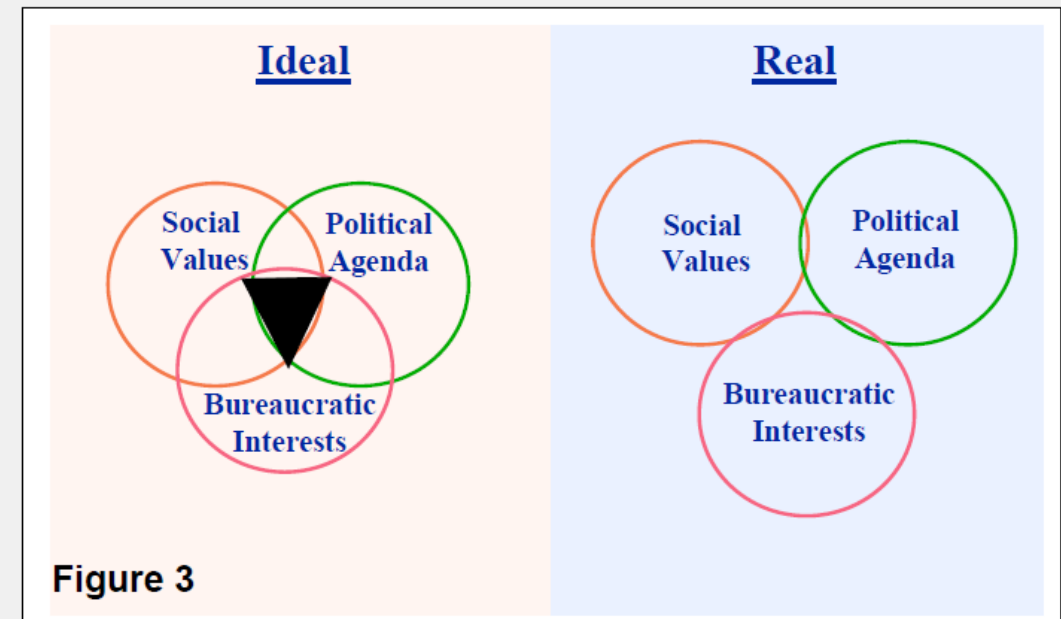 Ideal
Social
Values
Political
Agenda
Bureaucratic
Interests
Real
Social
Values
Political
Agenda
Bureaucratic
Interests
Figure 3